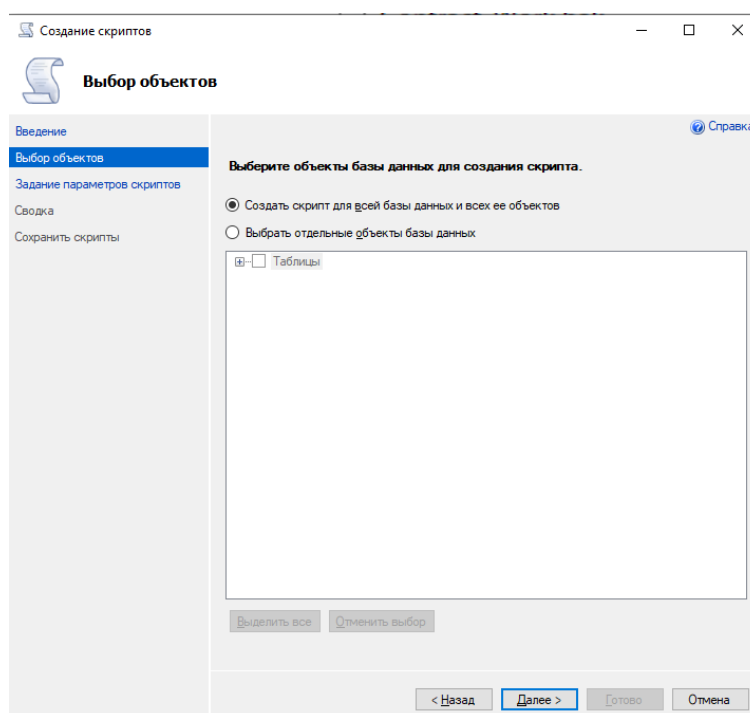 Создание скриптов
Выбор объектов
Введение
Выбор объектов
Задание параметров скриптов
Сводка
Сохранить скрипты
Справка
Выберите объекты базы данных для создания скрипта.
Создать скрипт для всей базы данных и всех ее объектов
Выбрать отдельные объекты базы данных
Таблицы
Выделить все
Отменить выбор
< Назад
Далее >
Готово
Отмена